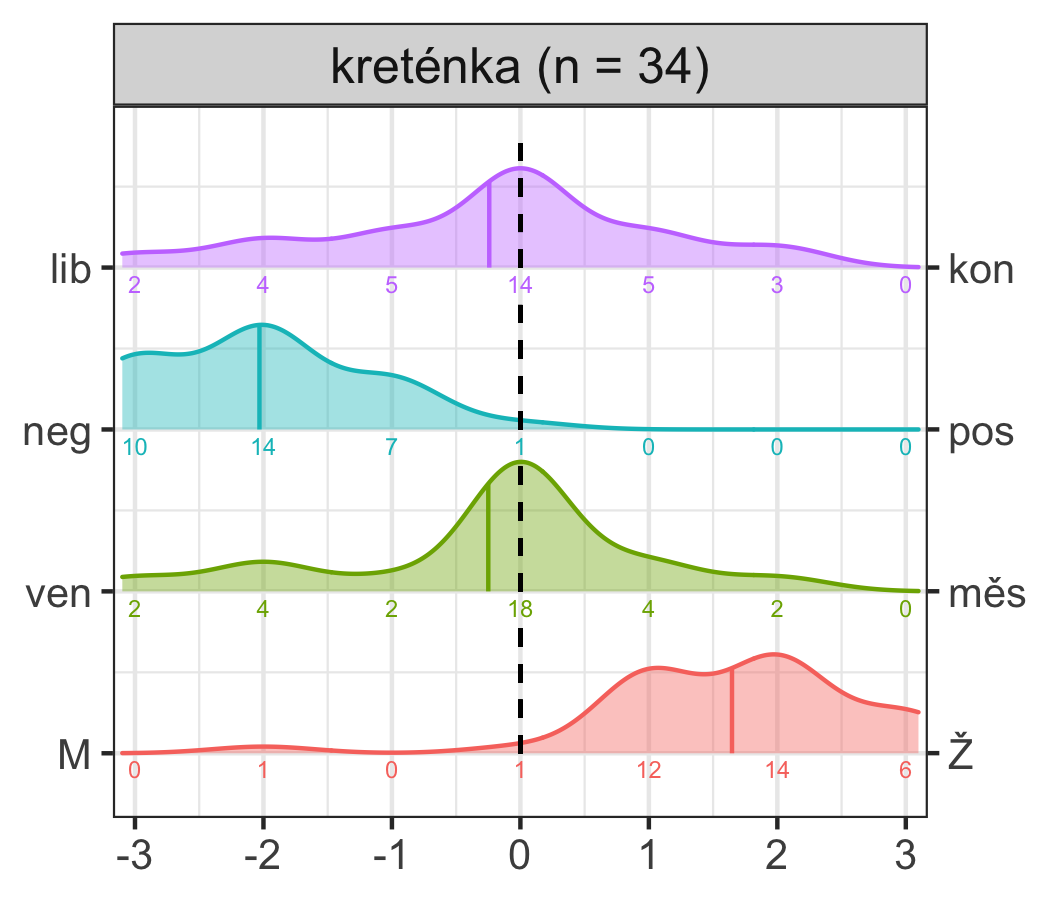 kreténka (n = 34)
lib kon
2 4 5 14 5 3 0
neg pos
10 14 7 1 0 0 0
ven měs
2 4 2 18 4 2 0
M Ž
0 1 0 1 12 14 6
-3 -2 -1 0 1 2 3